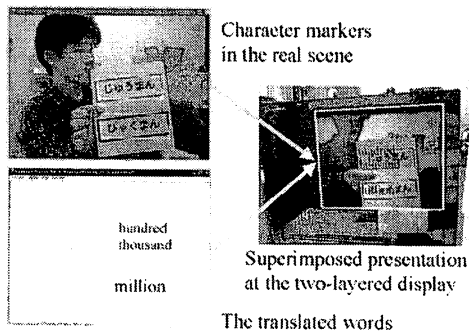 Character markers
in the real scene
じゅうまん
ひゃくまん
hundred
thousand
million
Superimposed presentation
at the two-layered display
The translated words